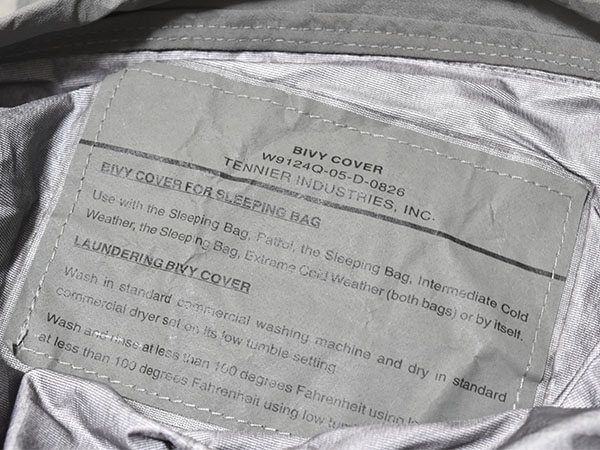 BIVY COVER
W9124Q-05-D-0826
TENNIER INDUSTRIES, INC.
BIVY COVER FOR SLEEPING BAG
Use with the Sleeping Bag, Patrol, the Sleeping Bag, Intermediate Cold
Weather, the Sleeping Bag, Extreme Cold Weather (both bags) or by itself.
LAUNDERING BIVY COVER
Wash in standard commercial washing machine and dry in standard
commercial dryer set on its low tumble setting
Wash and rinse at less than 100 degrees Fahrenheit using
at less than 100 degrees Fahrenheit using low